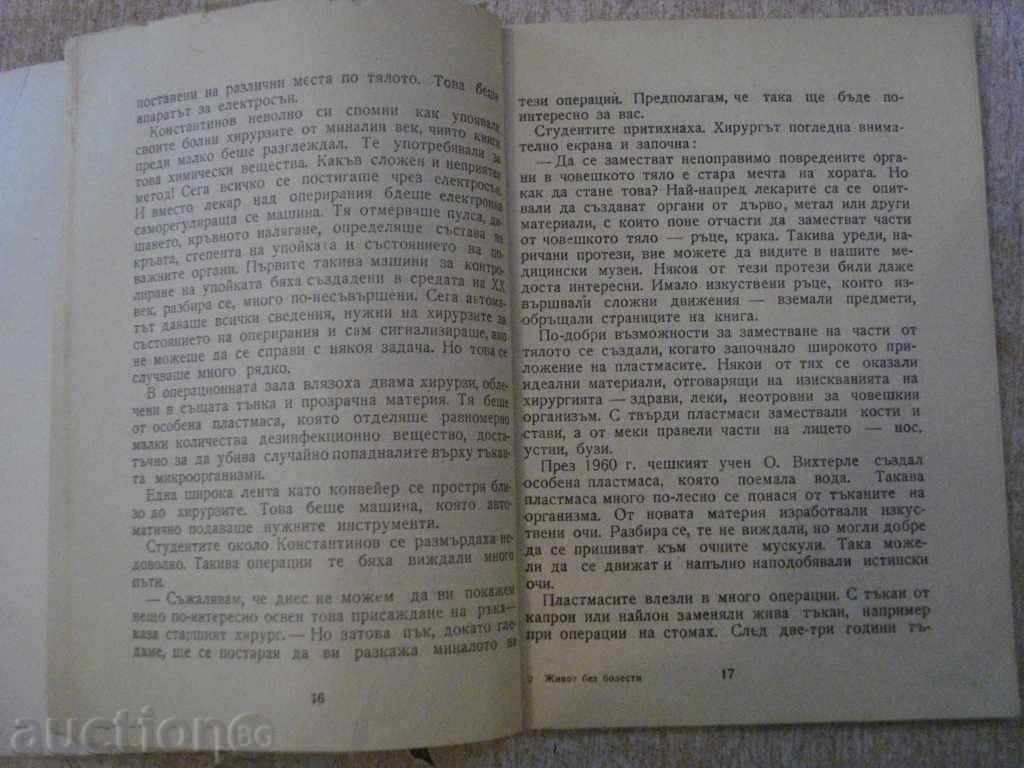 поставени на различни места по тялото. Това беше
апаратът за електросън.
Константинов неволно си спомни как упоявали
своите болни хирурзите от миналия век, чиито книги
преди малко беше разглеждал. Те употребявали за
това химически вещества. Какъв сложен и неприятен
метод! Сега всичко се постигаше чрез електросън.
И вместо лекар над оперирания бдеше електронна
саморегулираща се машина. Тя отмерваше пулса, ди-
шането, кръвното налягане, определяше състава на
кръвта, степента на упойката и състоянието на по-
важните органи. Първите такива машини за контро-
лиране на упойката бяха създадени в средата на XX
век, разбира се, много по-несъвършени. Сега автома-
тът даваше всички сведения, нужни на хирурзите за
състоянието на оперирания и сам сигнализираше, ако
не можеше да се справи с някоя задача. Но това се
случваше много рядко.
В операционната зала влязоха двама хирурзи, обле-
чени в същата тънка и прозрачна материя. Тя беше
от особена пластмаса, която отделяше равномерно
малки количества дезинфекционно вещество, доста-
тъчно за да убива случайно попадналите върху тъкан-
та микроорганизми.
Една широка лента като конвейер се простря бли-
зо до хирурзите. Това беше машина, която авто-
матично подаваше нужните инструменти.
Студентите около Константинов се размърдаха не-
доволно. Такива операции те бяха виждали много
пъти.
— Съжалявам, че днес не можем да ви покажем
нещо по-интересно освен това присаждане на ръка—
каза старшият хирург. — Но затова пък, докато гле-
даме, ще се постарая да ви разкажа миналото на
16
тези операций. Предполагам, че така ще бъде по-
интересно за вас.
Студентите притихнаха. Хирургът погледна внима-
телно екрана и започна:
— Да се заместват непоправимо повредените орга-
ни в човешкото тяло е стара мечта на хората. Но
как да стане това? Най-напред лекарите са се опит-
вали да създават органи от дърво, метал или други
материали, с които поне отчасти да заместват части
от човешкото тяло — ръце, крака. Такива уреди, на-
ричани протези, вие можете да видите в нашите ме-
дицински музеи. Някои от тези протези били даже
доста интересни. Имало изкуствени ръце, които из-
вършвали сложни движения — вземали предмети,
обръщали страниците на книга.
По-добри възможности за заместване на части от
тялото се създали, когато започнало широкото при-
ложение на пластмасите. Някои от тях се оказали
идеални материали, отговарящи на изискванията на
хирургията — здрави, леки, неотровни за човешкия
организъм. С твърди пластмаси замествали кости и
стави, а от меки правели части на лицето — нос,
устни, бузи.
През 1960 г. чешкият учен О. Вихтерле създал
особена пластмаса, която поемала вода. Такава
пластмаса много по-лесно се понася от тъканите на
организма. От новата материя изработвали изкус-
твени очи. Разбира се, те не виждали, но могли добре
да се пришиват към очните мускули. Така може-
ли да се движат и напълно наподобявали истински
очи.
Пластмасите влезли в много операции. С тъкан от
капрон или найлон заменяли жива тъкан, например
при операции на стомах. След две-три години тъ-
2 Живот без болести
17
auction BG